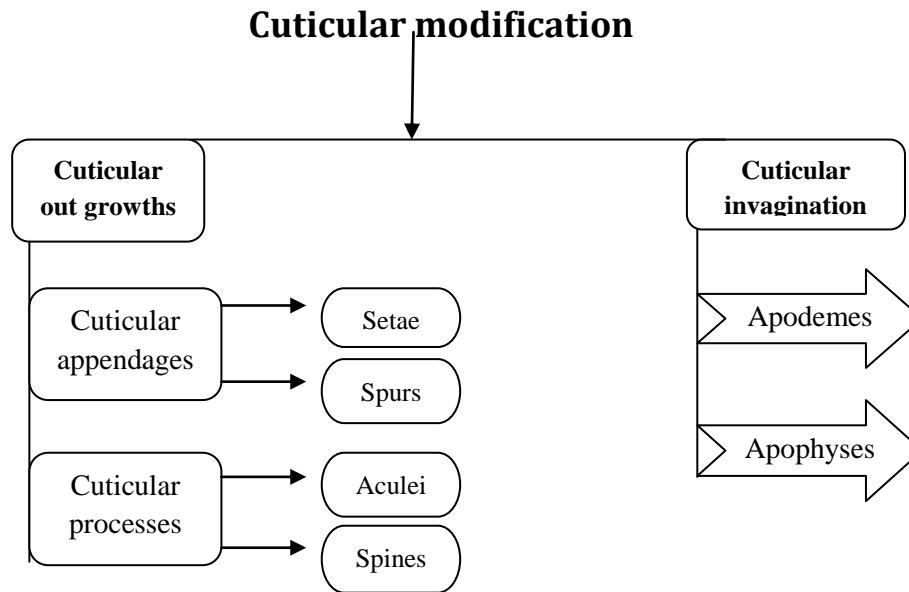 Cuticular modification
Cuticular
out growths
Cuticular
appendages
Setae
Spurs
Cuticular
processes
Aculei
Spines
Cuticular
invagination
Apodemes
Apophyses